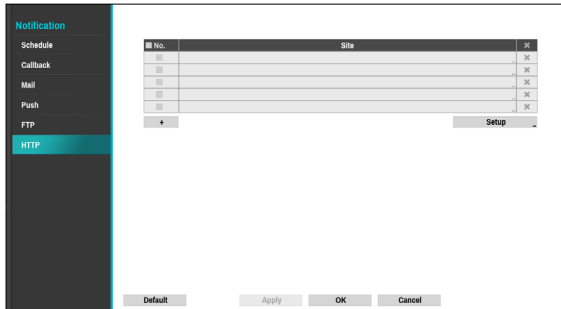 Notification
Schedule
Callback
Mail
Push
FTP
HTTP
No. Site
+ Setup
Default Apply OK Cancel